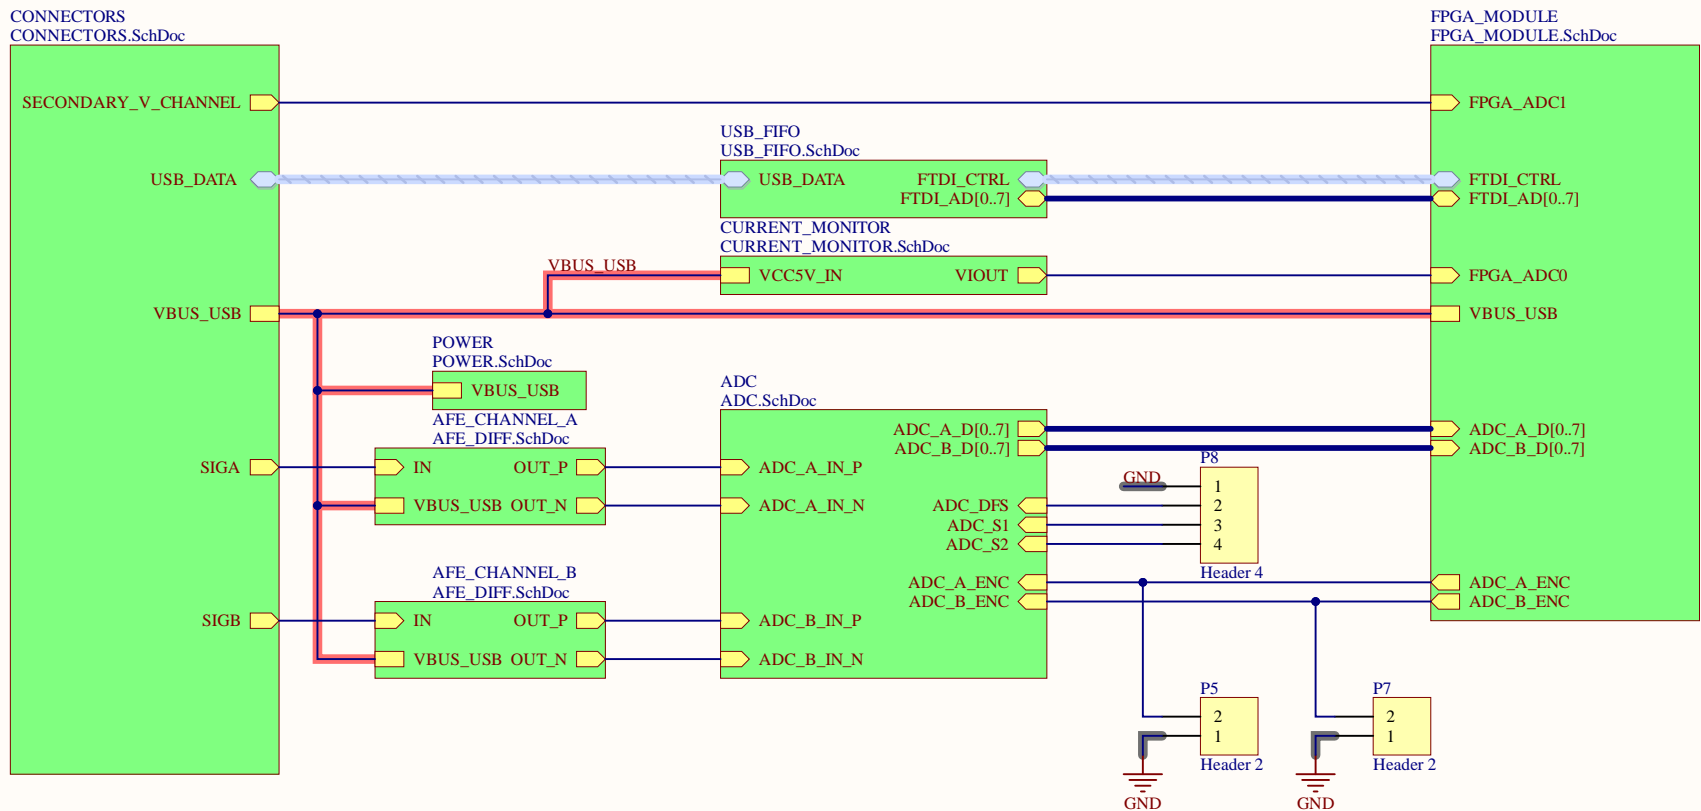 CONNECTORS
CONNECTORS.SchDoc
FPGA_MODULE
FPGA_MODULE.SchDoc
SECONDARY_V_CHANNEL
FPGA_ADC1
USB_FIFO
USB_FIFO.SchDoc
USB_DATA
USB_DATA
FTDI_CTRL
FTDI_CTRL
FTDI_AD[0..7]
FTDI_AD[0..7]
CURRENT_MONITOR
CURRENT_MONITOR.SchDoc
VBUS_USB
VCC5V_IN
VIOUT
FPGA_ADC0
VBUS_USB
VBUS_USB
POWER
POWER.SchDoc
VBUS_USB
ADC
ADC.SchDoc
AFE_CHANNEL_A
AFE_DIFF.SchDoc
ADC_A_D[0..7]
ADC_A_D[0..7]
ADC_B_D[0..7]
ADC_B_D[0..7]
P8
SIGA
IN
OUT_P
ADC_A_IN_P
GND
1
VBUS_USB
OUT_N
ADC_A_IN_N
ADC_DFS
2
ADC_S1
3
ADC_S2
4
Header 4
AFE_CHANNEL_B
AFE_DIFF.SchDoc
ADC_A_ENC
ADC_A_ENC
ADC_B_ENC
ADC_B_ENC
SIGB
IN
OUT_P
ADC_B_IN_P
VBUS_USB
OUT_N
ADC_B_IN_N
P5
P7
2
2
1
1
Header 2
Header 2
GND
GND